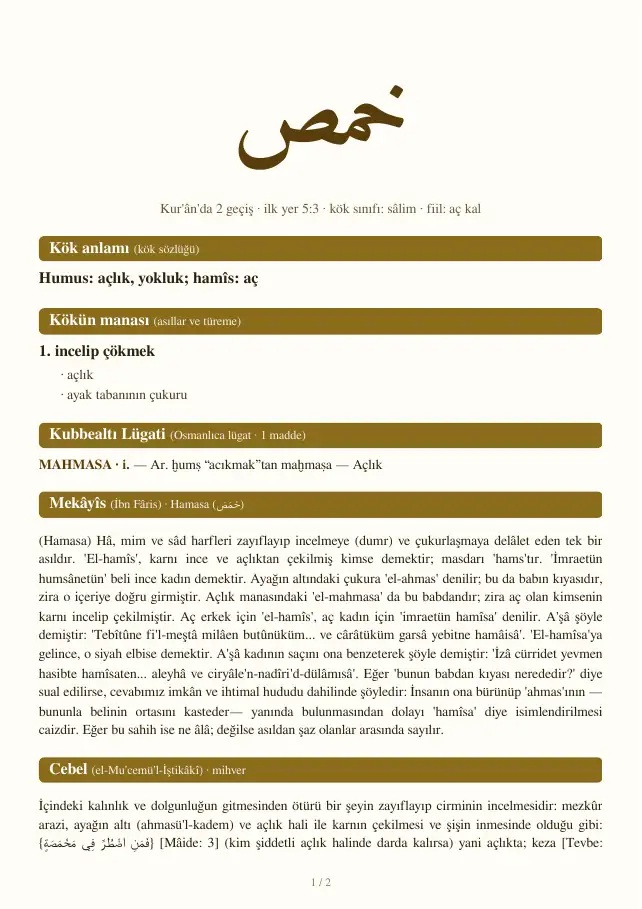 خمص
Kur'ân'da 2 geçiş · ilk yer 5:3 · kök sınıfı: sâlim · fiil: aç kal
Kök anlamı (kök sözlüğü)
Humus: açlık, yokluk; hamîs: aç
Kökün manası (asıllar ve türeme)
1. incelip çökmek
· açlık
· ayak tabanının çukuru
Kubbealtı Lügati (Osmanlıca lügat · 1 madde)
MAHMASA · i. — Ar. ḫumṣ “acıkmak”tan maḫmaṣa — Açlık
Mekâyîs (İbn Fâris) · Hamasa (خَمَصَ)
(Hamasa) Hâ, mim ve sâd harfleri zayıflayıp incelmeye (dumr) ve çukurlaşmaya delâlet eden tek bir
asıldır. 'El-hamîs', karnı ince ve açlıktan çekilmiş kimse demektir; masdarı 'hams'tır. 'İmraetün
humsânetün' beli ince kadın demektir. Ayağın altındaki çukura 'el-ahmas' denilir; bu da babın kıyasıdır,
zira o içeriye doğru girmiştir. Açlık manasındaki 'el-mahmasa' da bu babdandır; zira aç olan kimsenin
karnı incelip çekilmiştir. Aç erkek için 'el-hamîs', aç kadın için 'imraetün hamîsa' denilir. A'şâ şöyle
demiştir: 'Tebîtûne fi'l-meştâ milâen butûnüküm... ve cârâtüküm garsâ yebitne hamâisâ'. 'El-hamîsa'ya
gelince, o siyah elbise demektir. A'şâ kadının saçını ona benzeterek şöyle demiştir: 'İzâ cürridet yevmen
hasibte hamîsaten... aleyhâ ve ciryâle'n-nadîri'd-dülâmısâ'. Eğer 'bunun babdan kıyası nerededir?' diye
sual edilirse, cevabımız imkân ve ihtimal hududu dahilinde şöyledir: İnsanın ona bürünüp 'ahmas'ının —
bununla belinin ortasını kasteder— yanında bulunmasından dolayı 'hamîsa' diye isimlendirilmesi
caizdir. Eğer bu sahih ise ne âlâ; değilse asıldan şaz olanlar arasında sayılır.
Cebel (el-Mu'cemü'l-İştikâkî) · mihver
İçindeki kalınlık ve dolgunluğun gitmesinden ötürü bir şeyin zayıflayıp cirminin incelmesidir: mezkûr
arazi, ayağın altı (ahmasü'l-kadem) ve açlık hali ile karnın çekilmesi ve şişin inmesinde olduğu gibi:
{فَمَنِ اضْطُرَّ فِي مَخْمَصَةٍ} [Mâide: 3] (kim şiddetli açlık halinde darda kalırsa) yani açlıkta; keza [Tevbe:
1 / 2